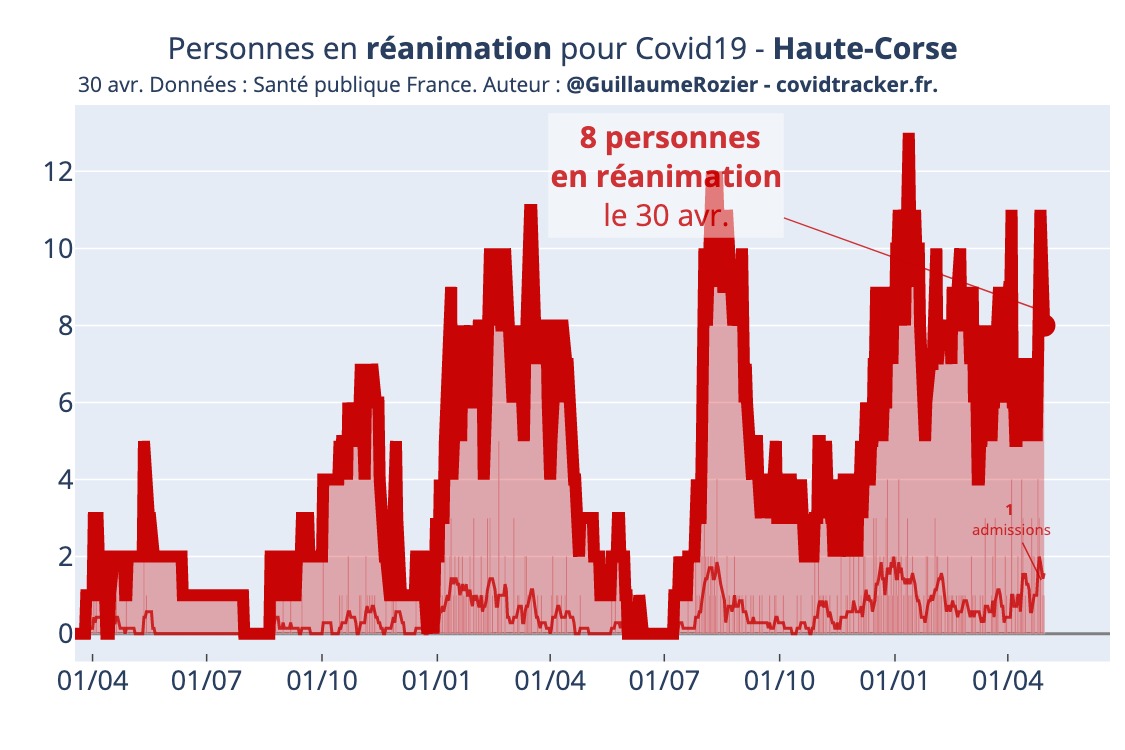 Personnes en réanimation pour Covid19 - Haute-Corse
30 avr. Données : Santé publique France. Auteur : @GuillaumeRozier - covidtracker.fr.
8 personnes
en réanimation
le 30 avr.
12
10
8
6
4
2
0
1
admissions
01/04
01/07
01/10
01/01
01/04
01/07
01/10
01/01
01/04